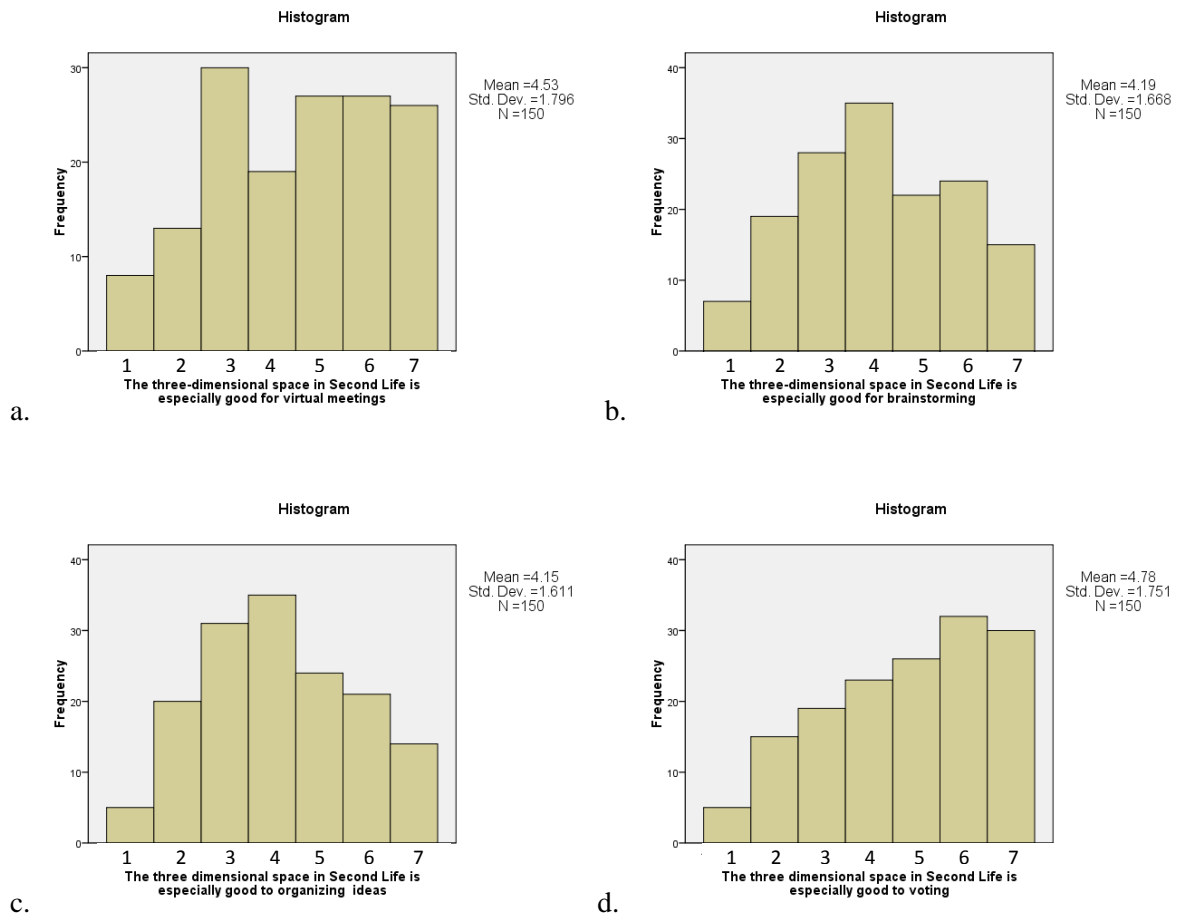 Histogram
Mean =4.53
Std. Dev. =1.796
N =150
Frequency
30
20
10
0
1 2 3 4 5 6 7
The three-dimensional space in Second Life is
especially good for virtual meetings
a.
Histogram
Mean =4.19
Std. Dev. =1.668
N =150
Frequency
40
30
20
10
0
1 2 3 4 5 6 7
The three-dimensional space in Second Life is
especially good for brainstorming
b.
Histogram
Mean =4.15
Std. Dev. =1.611
N =150
Frequency
40
30
20
10
0
1 2 3 4 5 6 7
The three dimensional space in Second Life is
especially good to organizing ideas
c.
Histogram
Mean =4.78
Std. Dev. =1.751
N =150
Frequency
40
30
20
10
0
1 2 3 4 5 6 7
The three dimensional space in Second Life is
especially good to voting
d.